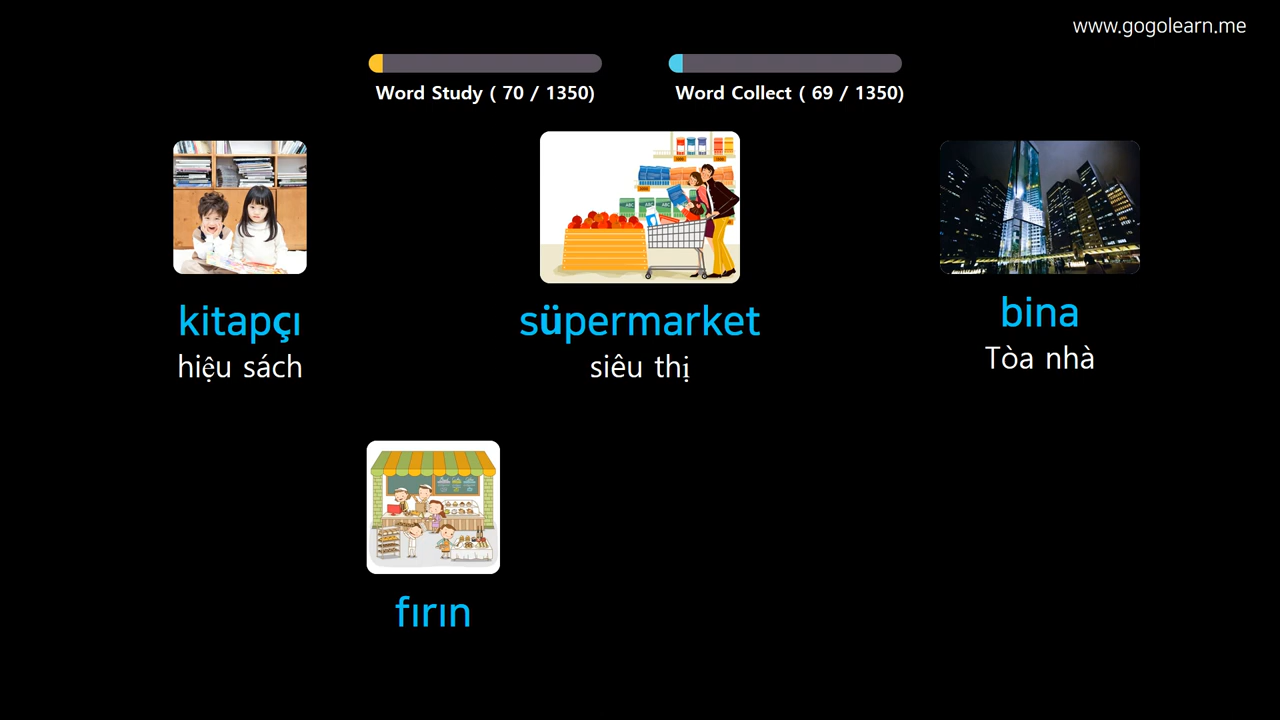 www.gogolearn.me
Word Study ( 70 / 1350)
Word Collect ( 69 / 1350)
kitapçı
hiệu sách
süpermarket
siêu thị
bina
Tòa nhà
fırın